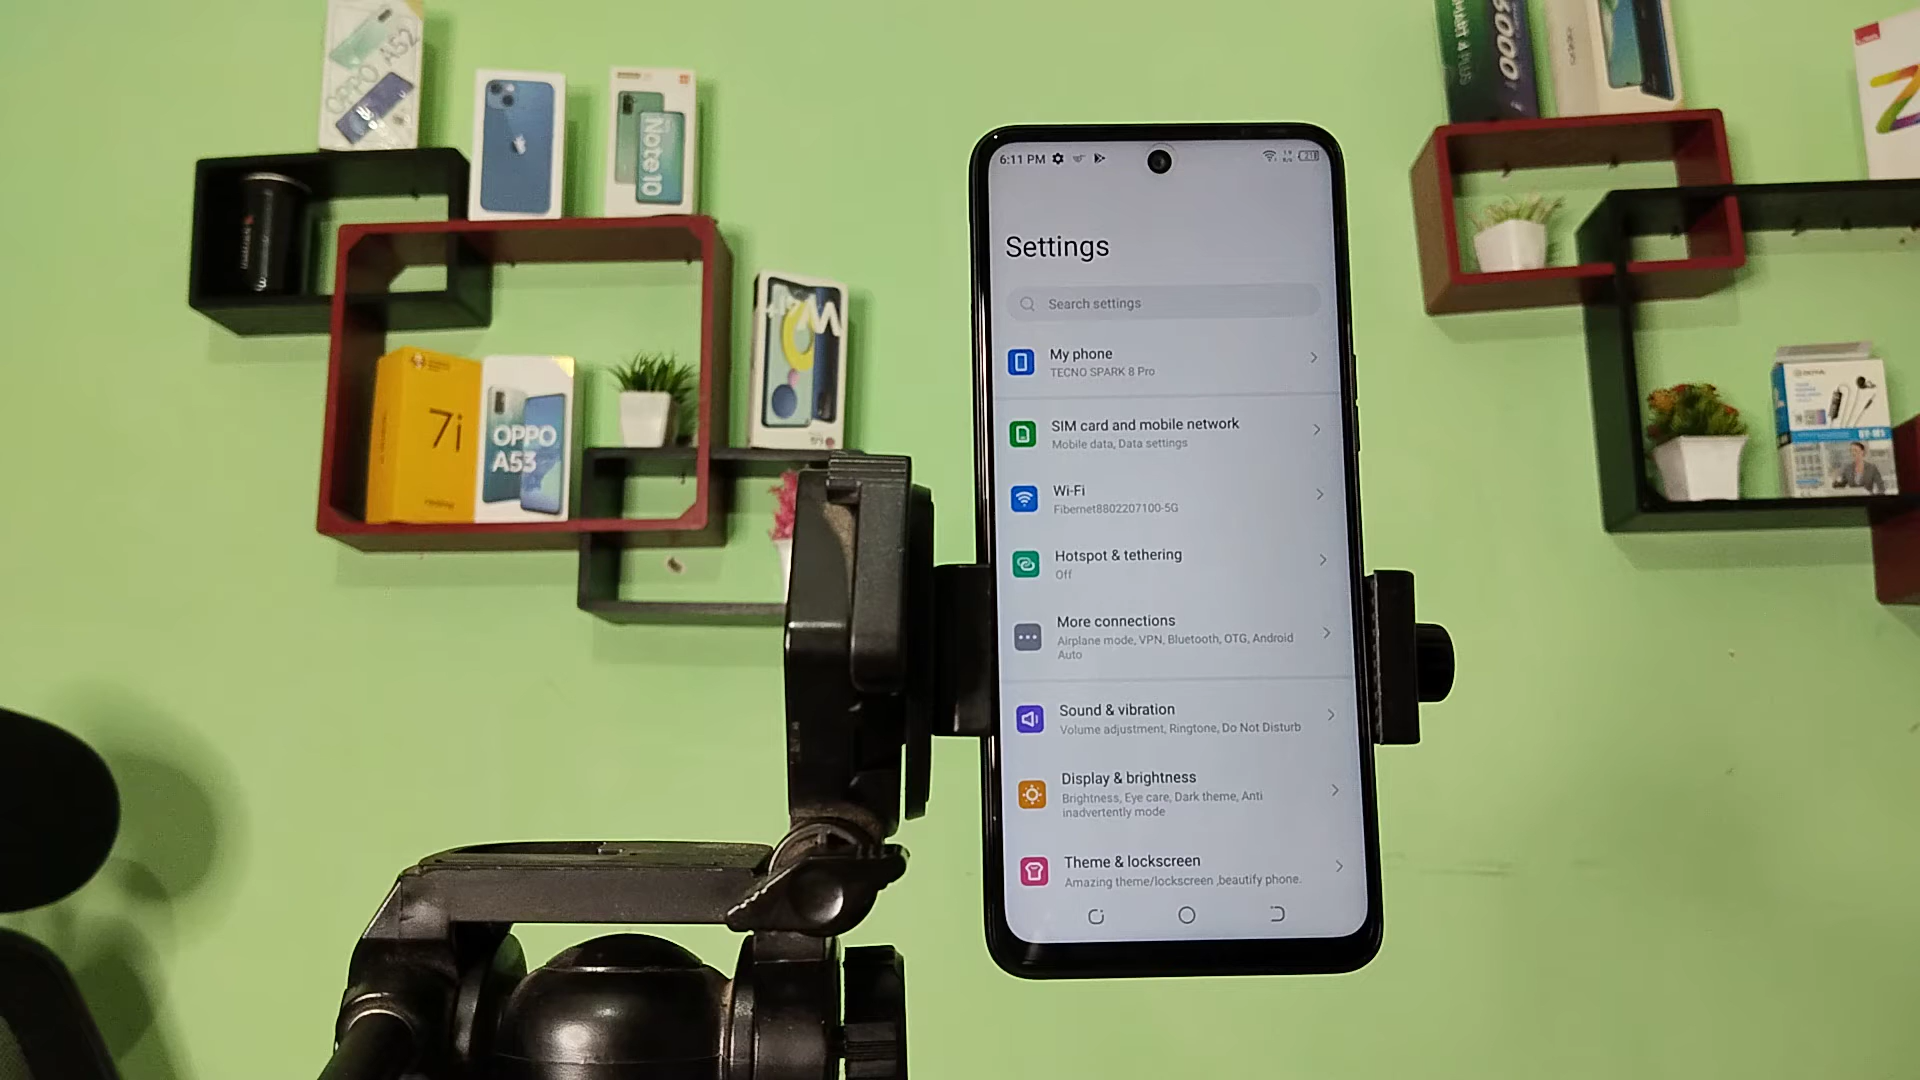 OPPO A52
Note 10
7i
OPPO
A53
6:11 PM
Settings
Search settings
My phone
TECNO SPARK 8 Pro
SIM card and mobile network
Mobile data, Data settings
Wi-Fi
Fibernet8802207100-5G
Hotspot & tethering
Off
More connections
Airplane mode, VPN, Bluetooth, OTG, Android
Auto
Sound & vibration
Volume adjustment, Ringtone, Do Not Disturb
Display & brightness
Brightness, Eye care, Dark theme, Anti
inadvertently mode
Theme & lockscreen
Amazing theme/lockscreen ,beautify phone.